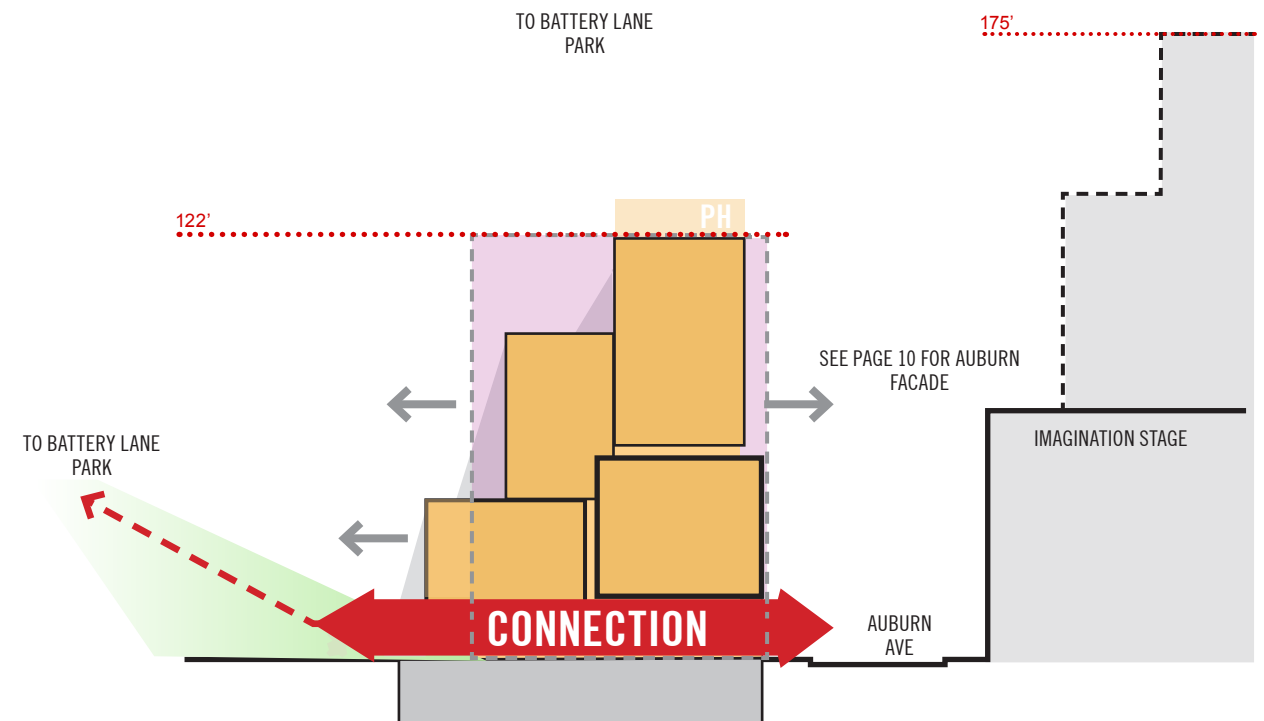 TO BATTERY LANE
PARK
175’
122’
PH
SEE PAGE 10 FOR AUBURN
FACADE
TO BATTERY LANE
PARK
IMAGINATION STAGE
CONNECTION
AUBURN
AVE